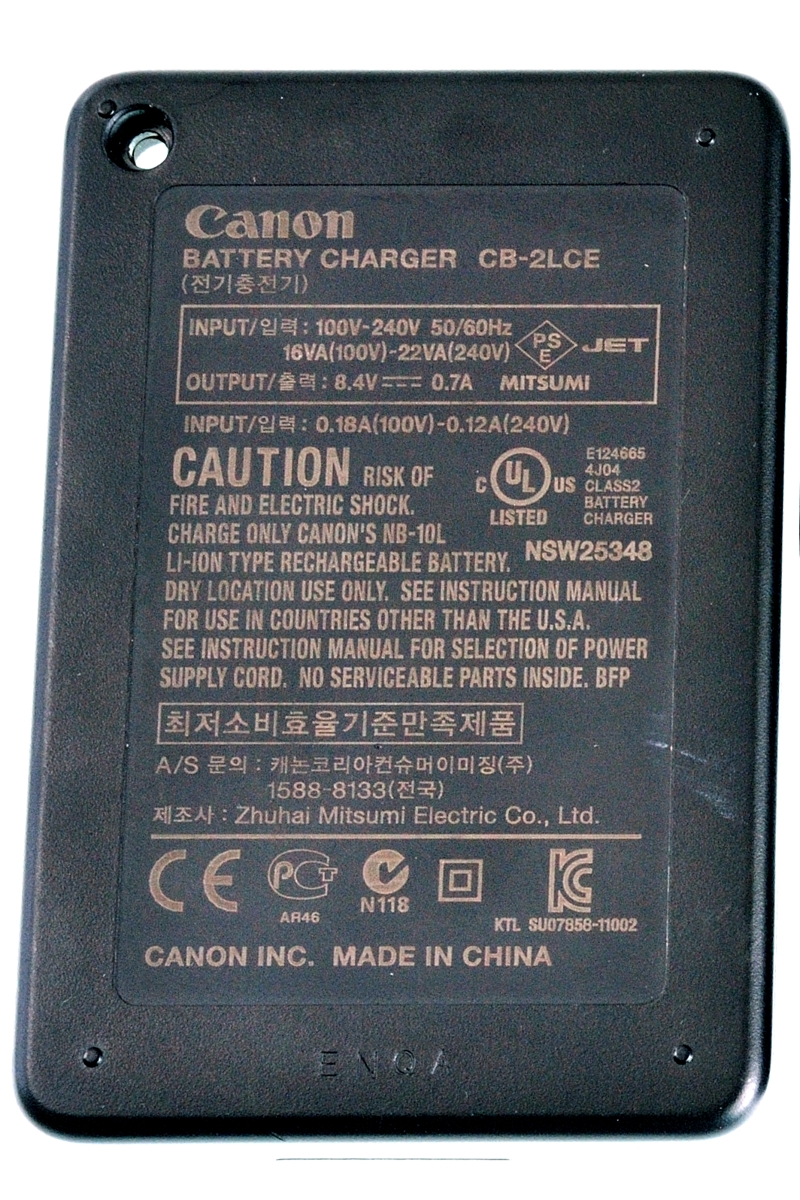 Canon
BATTERY CHARGER CB-2LCE
(전기충전기)
INPUT/입력 : 100V-240V 50/60Hz
16VA(100V)-22VA(240V)
PS
E
JET
OUTPUT/출력 : 8.4V 0.7A MITSUMI
INPUT/입력 : 0.18A(100V)-0.12A(240V)
CAUTION RISK OF
FIRE AND ELECTRIC SHOCK.
CHARGE ONLY CANON'S NB-10L
LI-ION TYPE RECHARGEABLE BATTERY.
C UL US
LISTED
E124665
4J04
CLASS2
BATTERY
CHARGER
NSW25348
DRY LOCATION USE ONLY. SEE INSTRUCTION MANUAL
FOR USE IN COUNTRIES OTHER THAN THE U.S.A.
SEE INSTRUCTION MANUAL FOR SELECTION OF POWER
SUPPLY CORD. NO SERVICEABLE PARTS INSIDE. BFP
최저소비효율기준만족제품
A/S 문의 : 캐논코리아컨슈머이미징(주)
1588-8133(전국)
제조사 : Zhuhai Mitsumi Electric Co., Ltd.
CE
РСТ
АЯ46
N118
KC
KTL SU07858-11002
CANON INC. MADE IN CHINA
ENQA